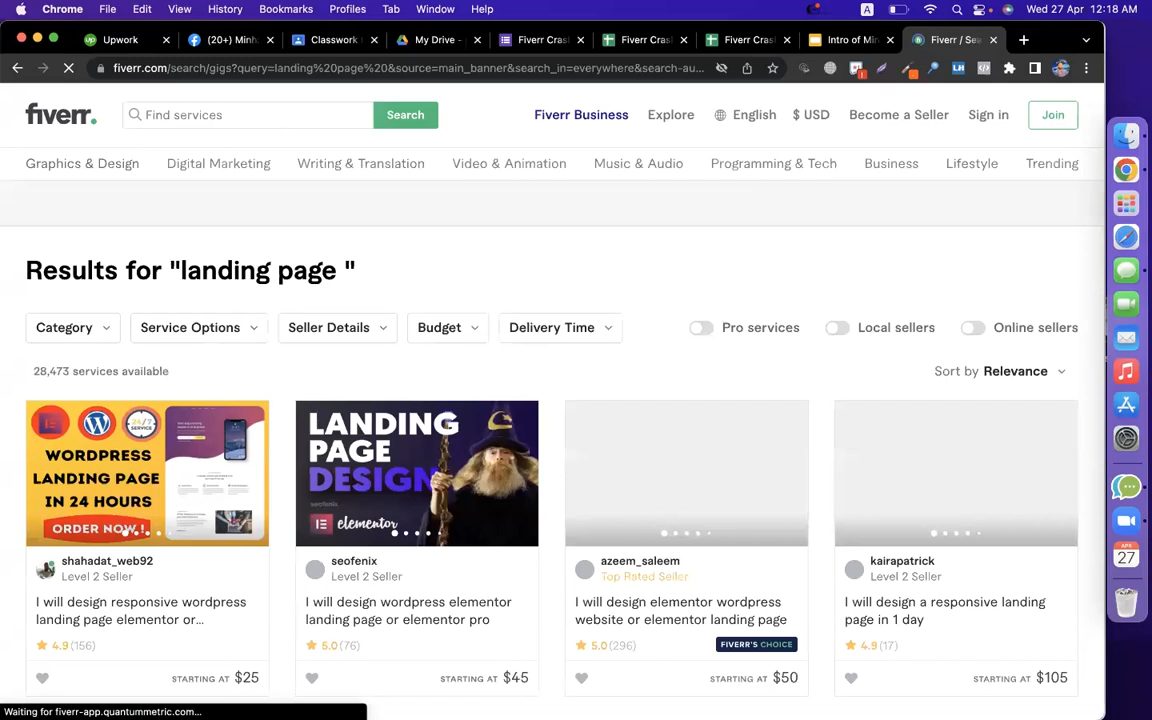 Chrome File Edit View History Bookmarks Profiles Tab Window Help A Wed 27 Apr 12:18 AM
Upwork (20+) Minh Classwork My Drive - Fiverr Cras Fiverr Cras Fiverr Cras Intro of Mi Fiverr / Sea
fiverr.com/search/gigs?query=landing%20page%20&source=main_banner&search_in=everywhere&search-au...
fiverr. Find services Search Fiverr Business Explore English $ USD Become a Seller Sign in Join
Graphics & Design Digital Marketing Writing & Translation Video & Animation Music & Audio Programming & Tech Business Lifestyle Trending
Results for "landing page "
Category Service Options Seller Details Budget Delivery Time Pro services Local sellers Online sellers
28,473 services available Sort by Relevance
24/7
SERVICE
WORDPRESS
LANDING PAGE
IN 24 HOURS
ORDER NOW !
LANDING
PAGE
DESIGN
seofenix
elementor
shahadat_web92
Level 2 Seller
I will design responsive wordpress
landing page elementor or...
4.9 (156)
STARTING AT $25
seofenix
Level 2 Seller
I will design wordpress elementor
landing page or elementor pro
5.0 (76)
STARTING AT $45
azeem_saleem
Top Rated Seller
I will design elementor wordpress
website or elementor landing page
5.0 (296) FIVERR'S CHOICE
STARTING AT $50
kairapatrick
Level 2 Seller
I will design a responsive landing
page in 1 day
4.9 (17)
STARTING AT $105
Waiting for fiverr-app.quantummetric.com...
APR
27